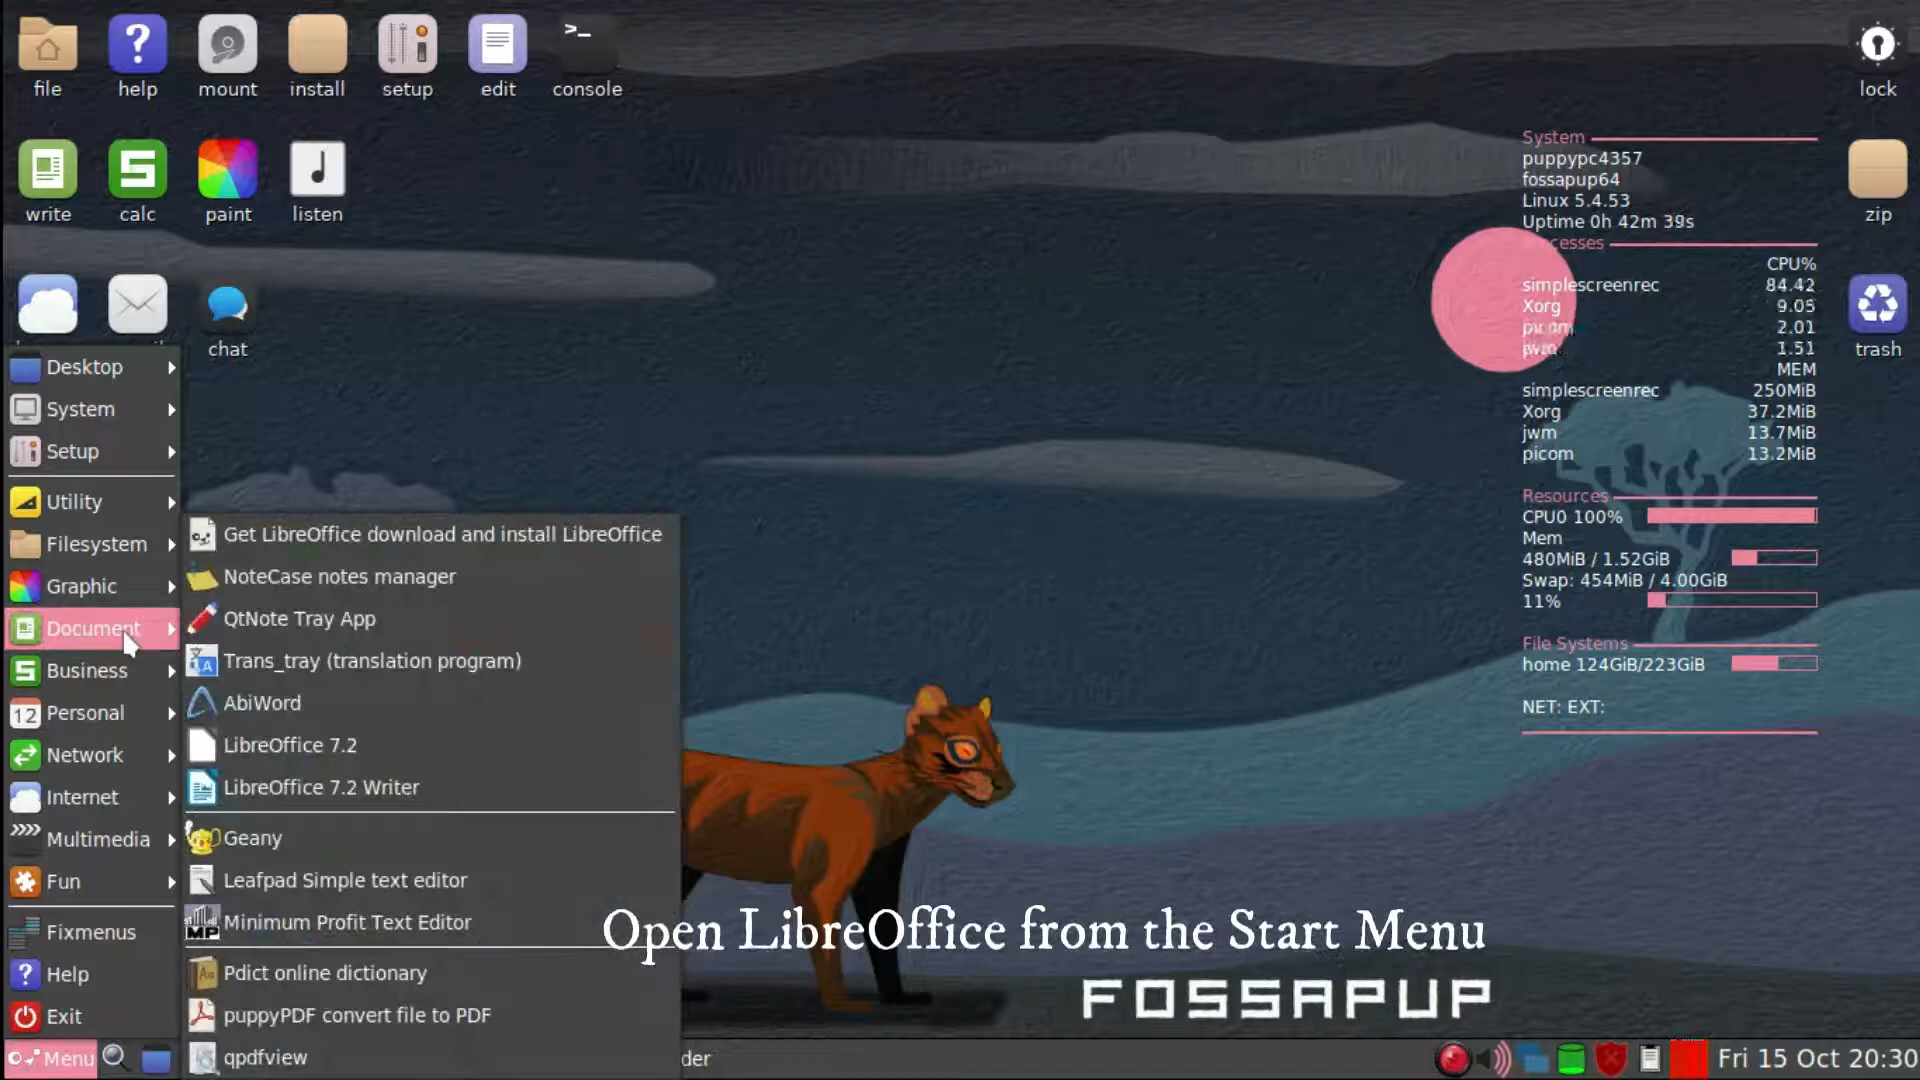 file
help
mount
install
setup
edit
>_
console
lock
write
calc
paint
listen
zip
chat
trash
System
puppypc4357
fossapup64
Linux 5.4.53
Uptime 0h 42m 39s
CPU%
simplescreenrec 84.42
Xorg 9.05
picom 2.01
jwm 1.51
MEM
simplescreenrec 250MiB
Xorg 37.2MiB
jwm 13.7MiB
picom 13.2MiB
Resources
CPU0 100%
Mem
480MiB / 1.52GiB
Swap: 454MiB / 4.00GiB
11%
File Systems
home 124GiB/223GiB
NET: EXT:
Desktop
System
Setup
Utility
Filesystem
Graphic
Document
Business
Personal
Network
Internet
Multimedia
Fun
Fixmenus
Help
Exit
Get LibreOffice download and install LibreOffice
NoteCase notes manager
QtNote Tray App
Trans_tray (translation program)
AbiWord
LibreOffice 7.2
LibreOffice 7.2 Writer
Geany
Leafpad Simple text editor
Minimum Profit Text Editor
Pdict online dictionary
puppyPDF convert file to PDF
qpdfview
Open LibreOffice from the Start Menu
FOSSAPUP
Menu
der
Fri 15 Oct 20:30